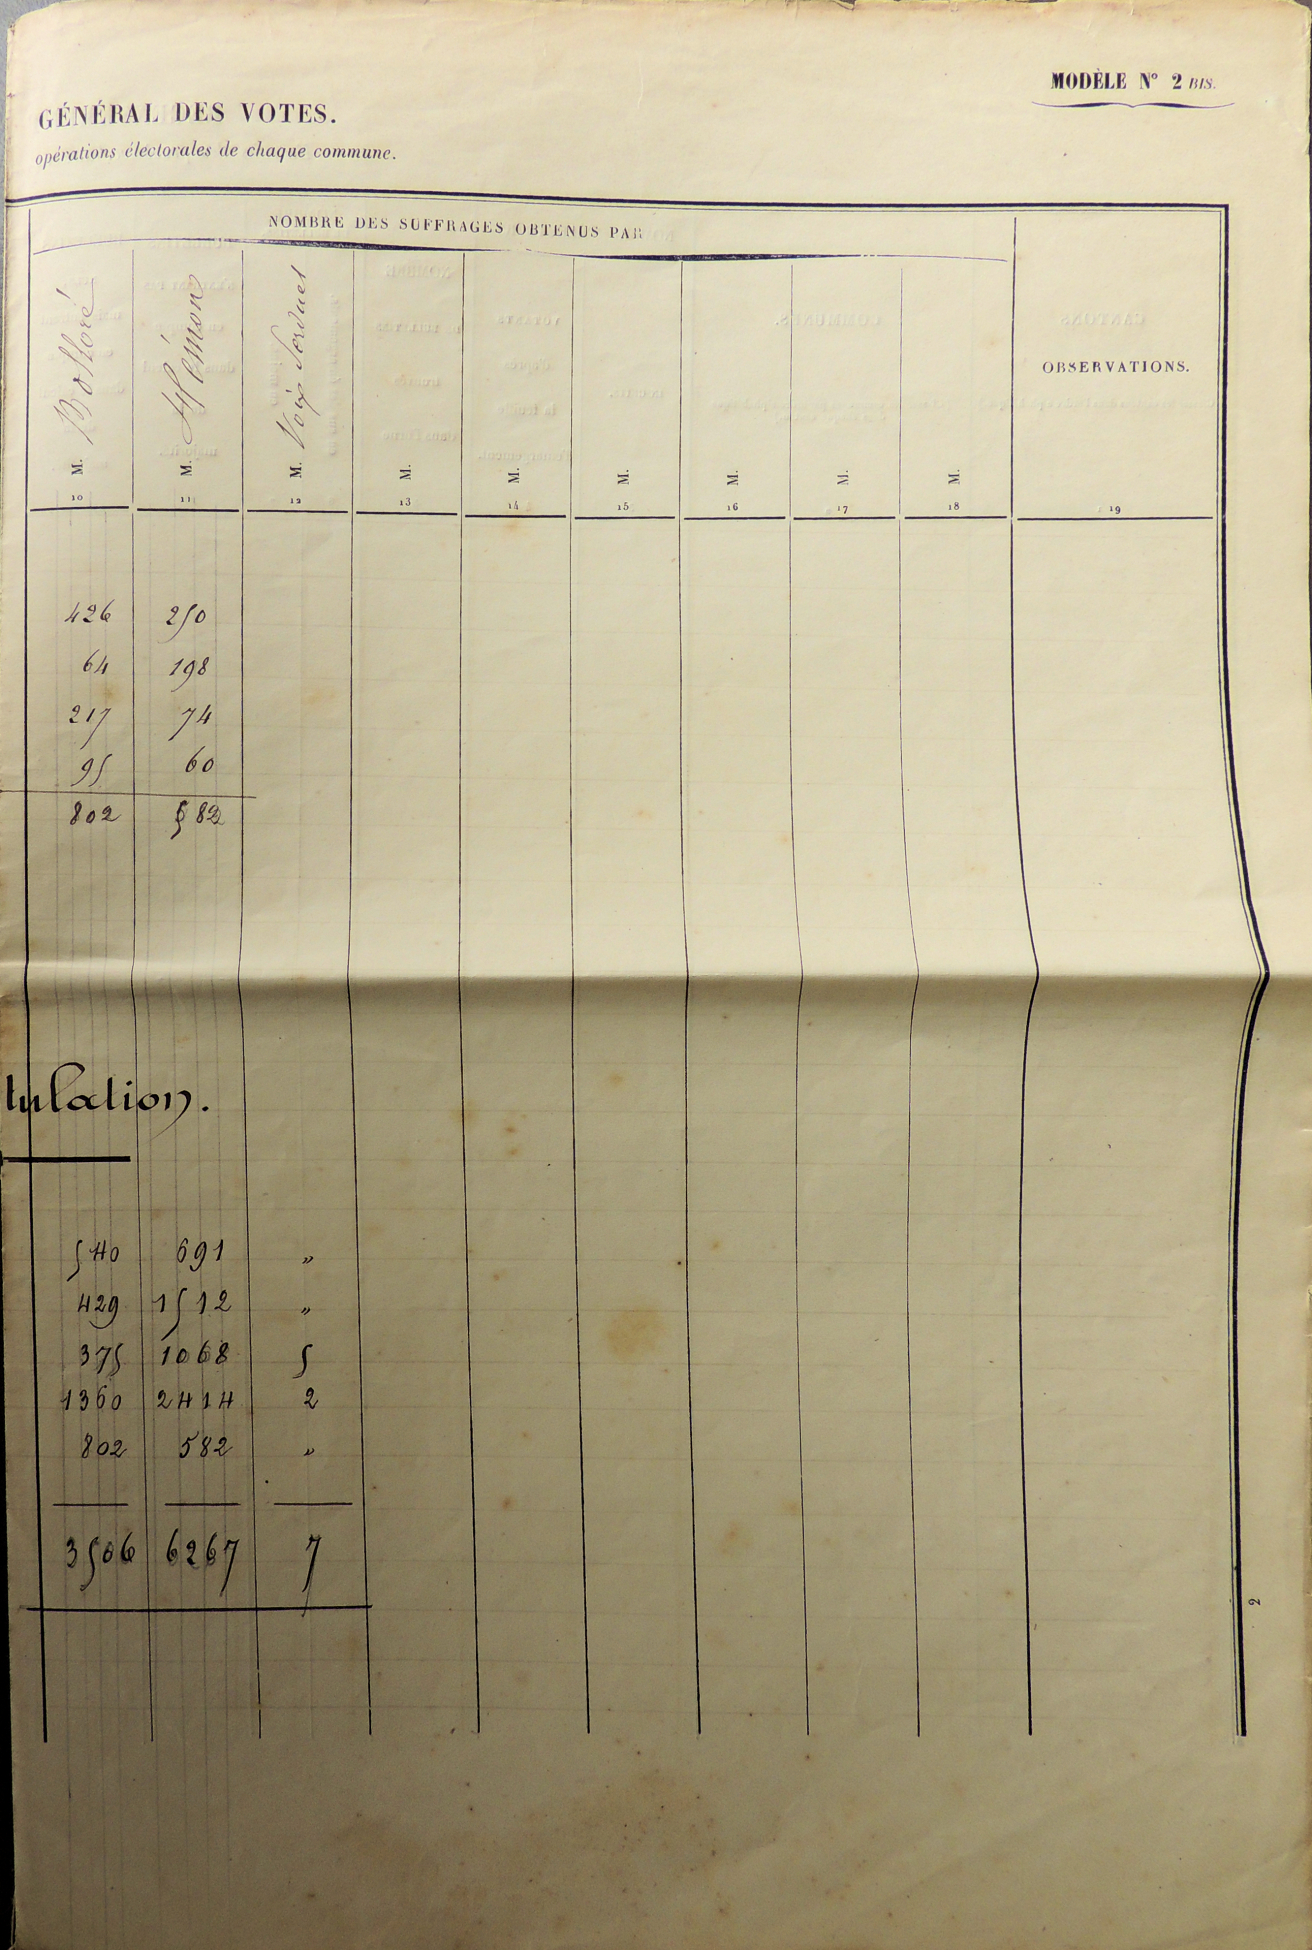 MODÈLE N° 2 BIS.
GÉNÉRAL DES VOTES.
opérations électorales de chaque commune.
NOMBRE DES SUFFRAGES OBTENUS PAR
M. Bolloré M. Hémon M. Voix Perdues M. M. M. M. M. M. OBSERVATIONS.
10 11 12 13 14 15 16 17 18 19
426 250
64 198
217 74
95 60
802 582
tulation.
540 691 „
429 1512 „
375 1068 5
1360 2414 2
802 582 „
3506 6267 7
2